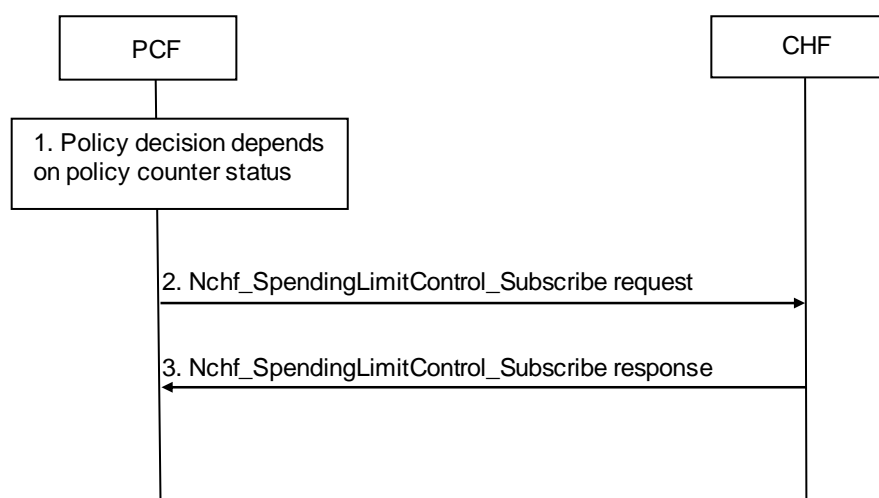 PCF
CHF
1. Policy decision depends
on policy counter status
2. Nchf_SpendingLimitControl_Subscribe request
3. Nchf_SpendingLimitControl_Subscribe response